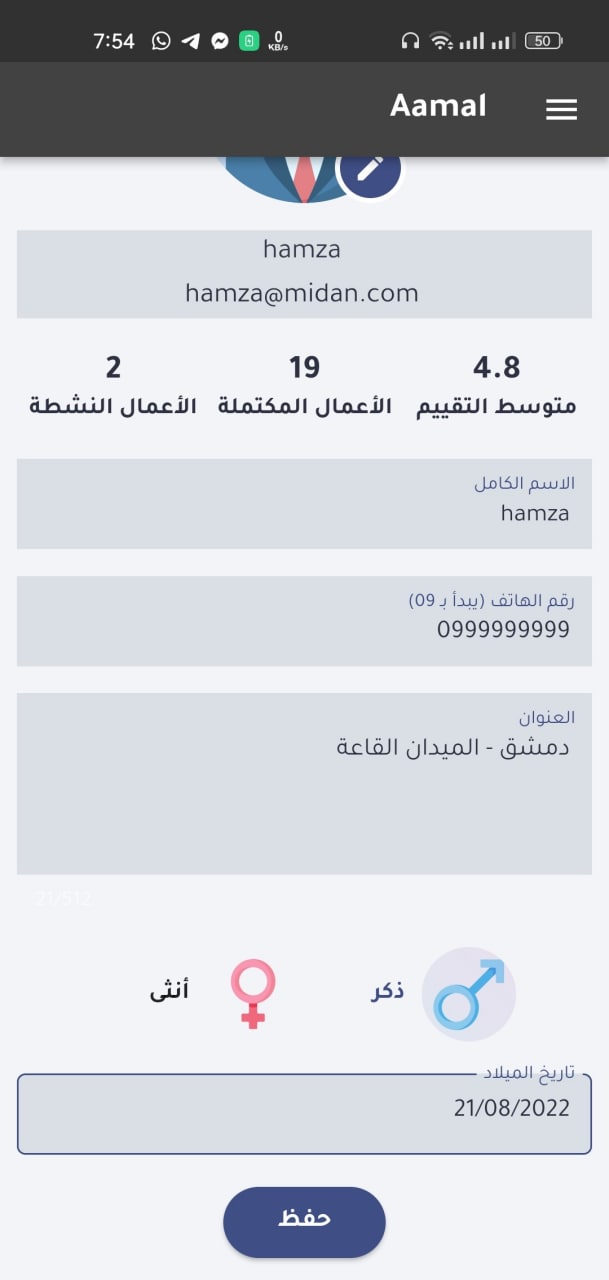 7:54
0
KB/s
50
Aamal
hamza
hamza@midan.com
4.8
متوسط التقييم
19
الأعمال المكتملة
2
الأعمال النشطة
الاسم الكامل
hamza
رقم الهاتف (يبدأ بـ 09)
0999999999
العنوان
دمشق - الميدان القاعة
21/512
ذكر
أنثى
تاريخ الميلاد
21/08/2022
حفظ